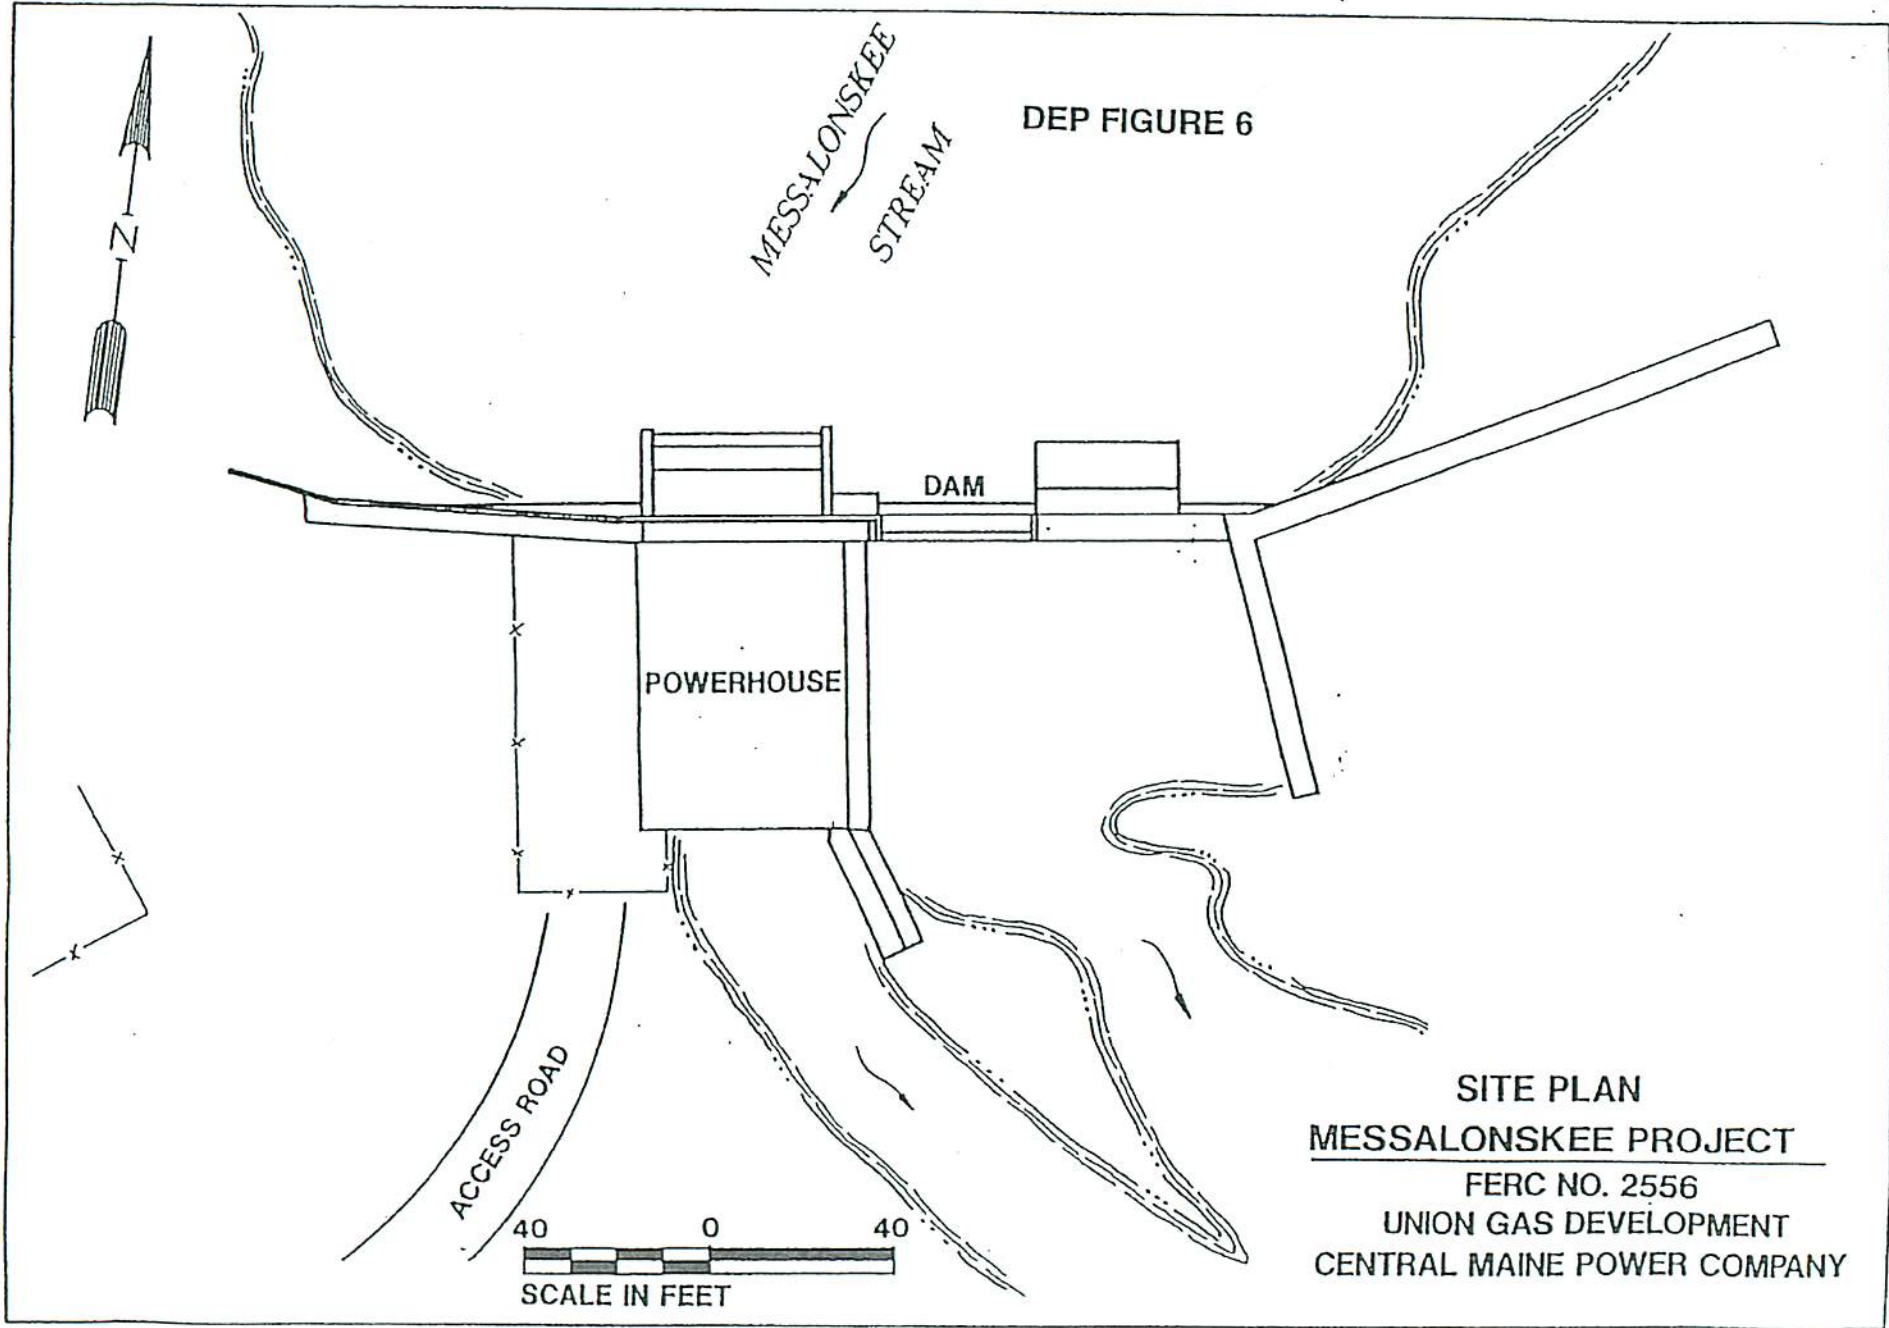 MESSALONSKEE
STREAM
DEP FIGURE 6
N
DAM
POWERHOUSE
ACCESS ROAD
40 0 40
SCALE IN FEET
SITE PLAN
MESSALONSKEE PROJECT
FERC NO. 2556
UNION GAS DEVELOPMENT
CENTRAL MAINE POWER COMPANY